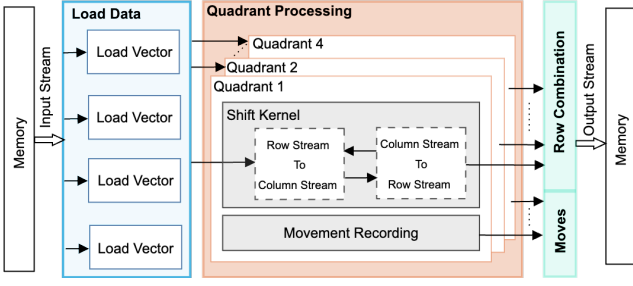 Memory
Input Stream
Load Data
Load Vector
Load Vector
Load Vector
Load Vector
Quadrant Processing
Quadrant 4
Quadrant 2
Quadrant 1
Shift Kernel
Row Stream
To
Column Stream
Column Stream
To
Row Stream
Movement Recording
Row Combination
Moves
Output Stream
Memory